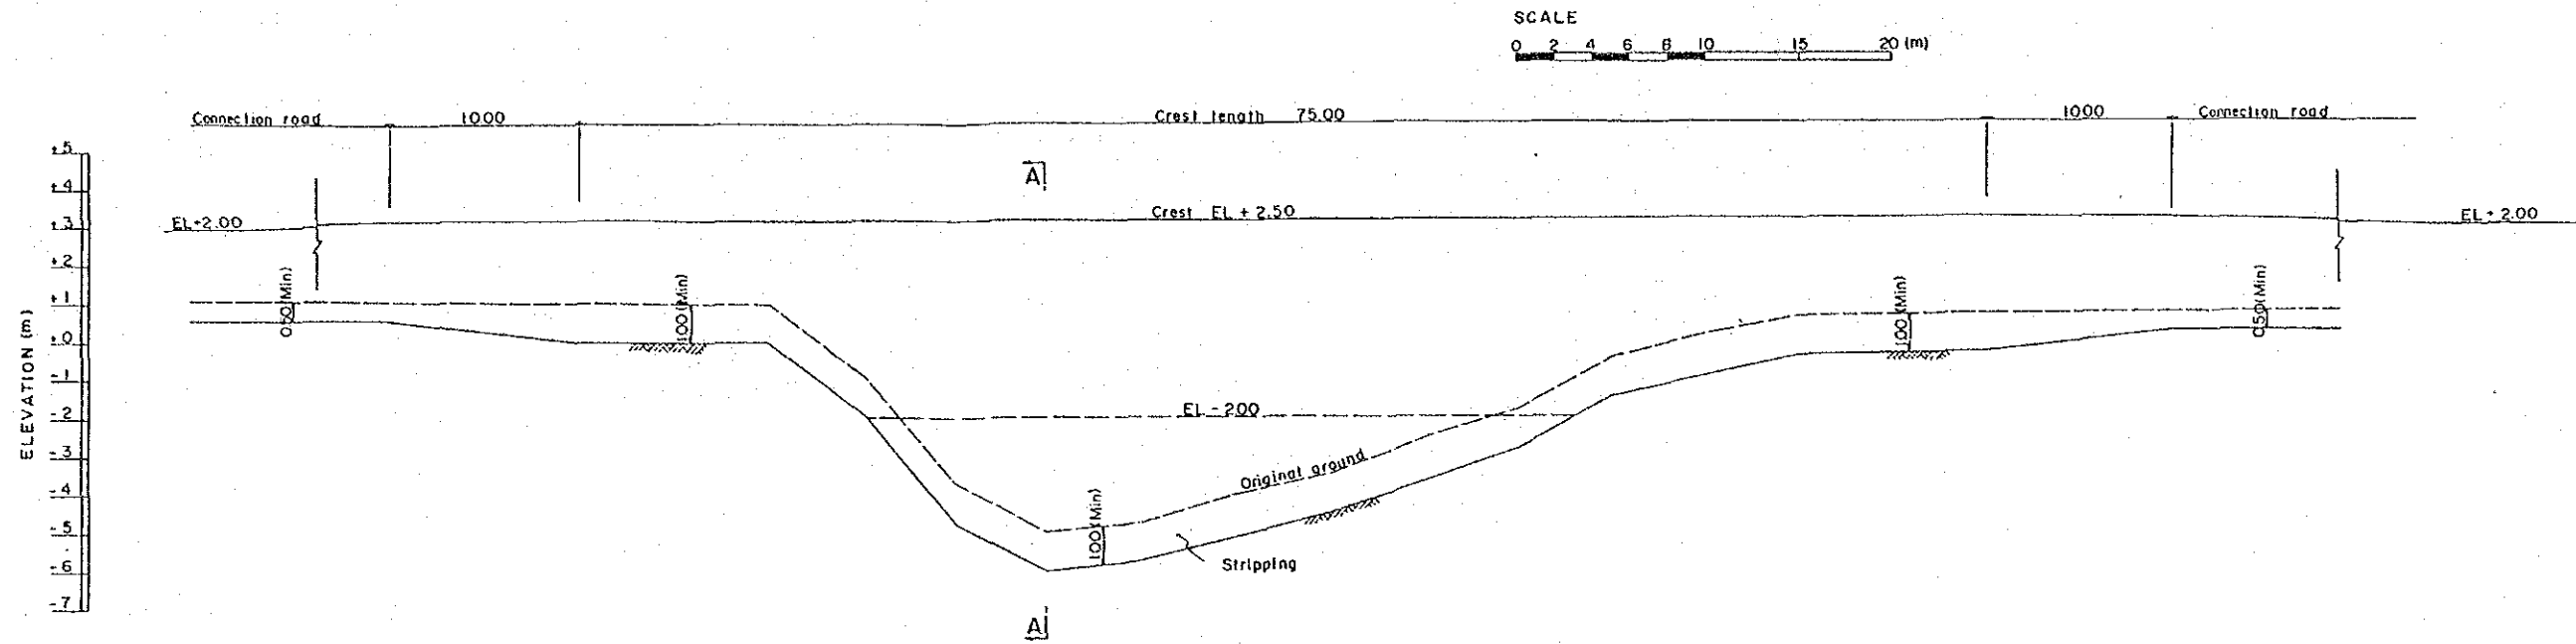 SCALE
0 2 4 6 8 10 15 20 (m)
Connection road 10.00 Crest length 75.00 10.00 Connection road
+5
A
+4
Crest EL + 2.50
EL+2.00 EL + 2.00
+3
+2
0.50 (Min) 1.00 (Min) 1.00 (Min) 0.50 (Min)
+1
±0
ELEVATION (m)
-1
-2
EL - 2.00
-3
Original ground
-4
1.00 (Min)
-5
Stripping
-6
-7
A